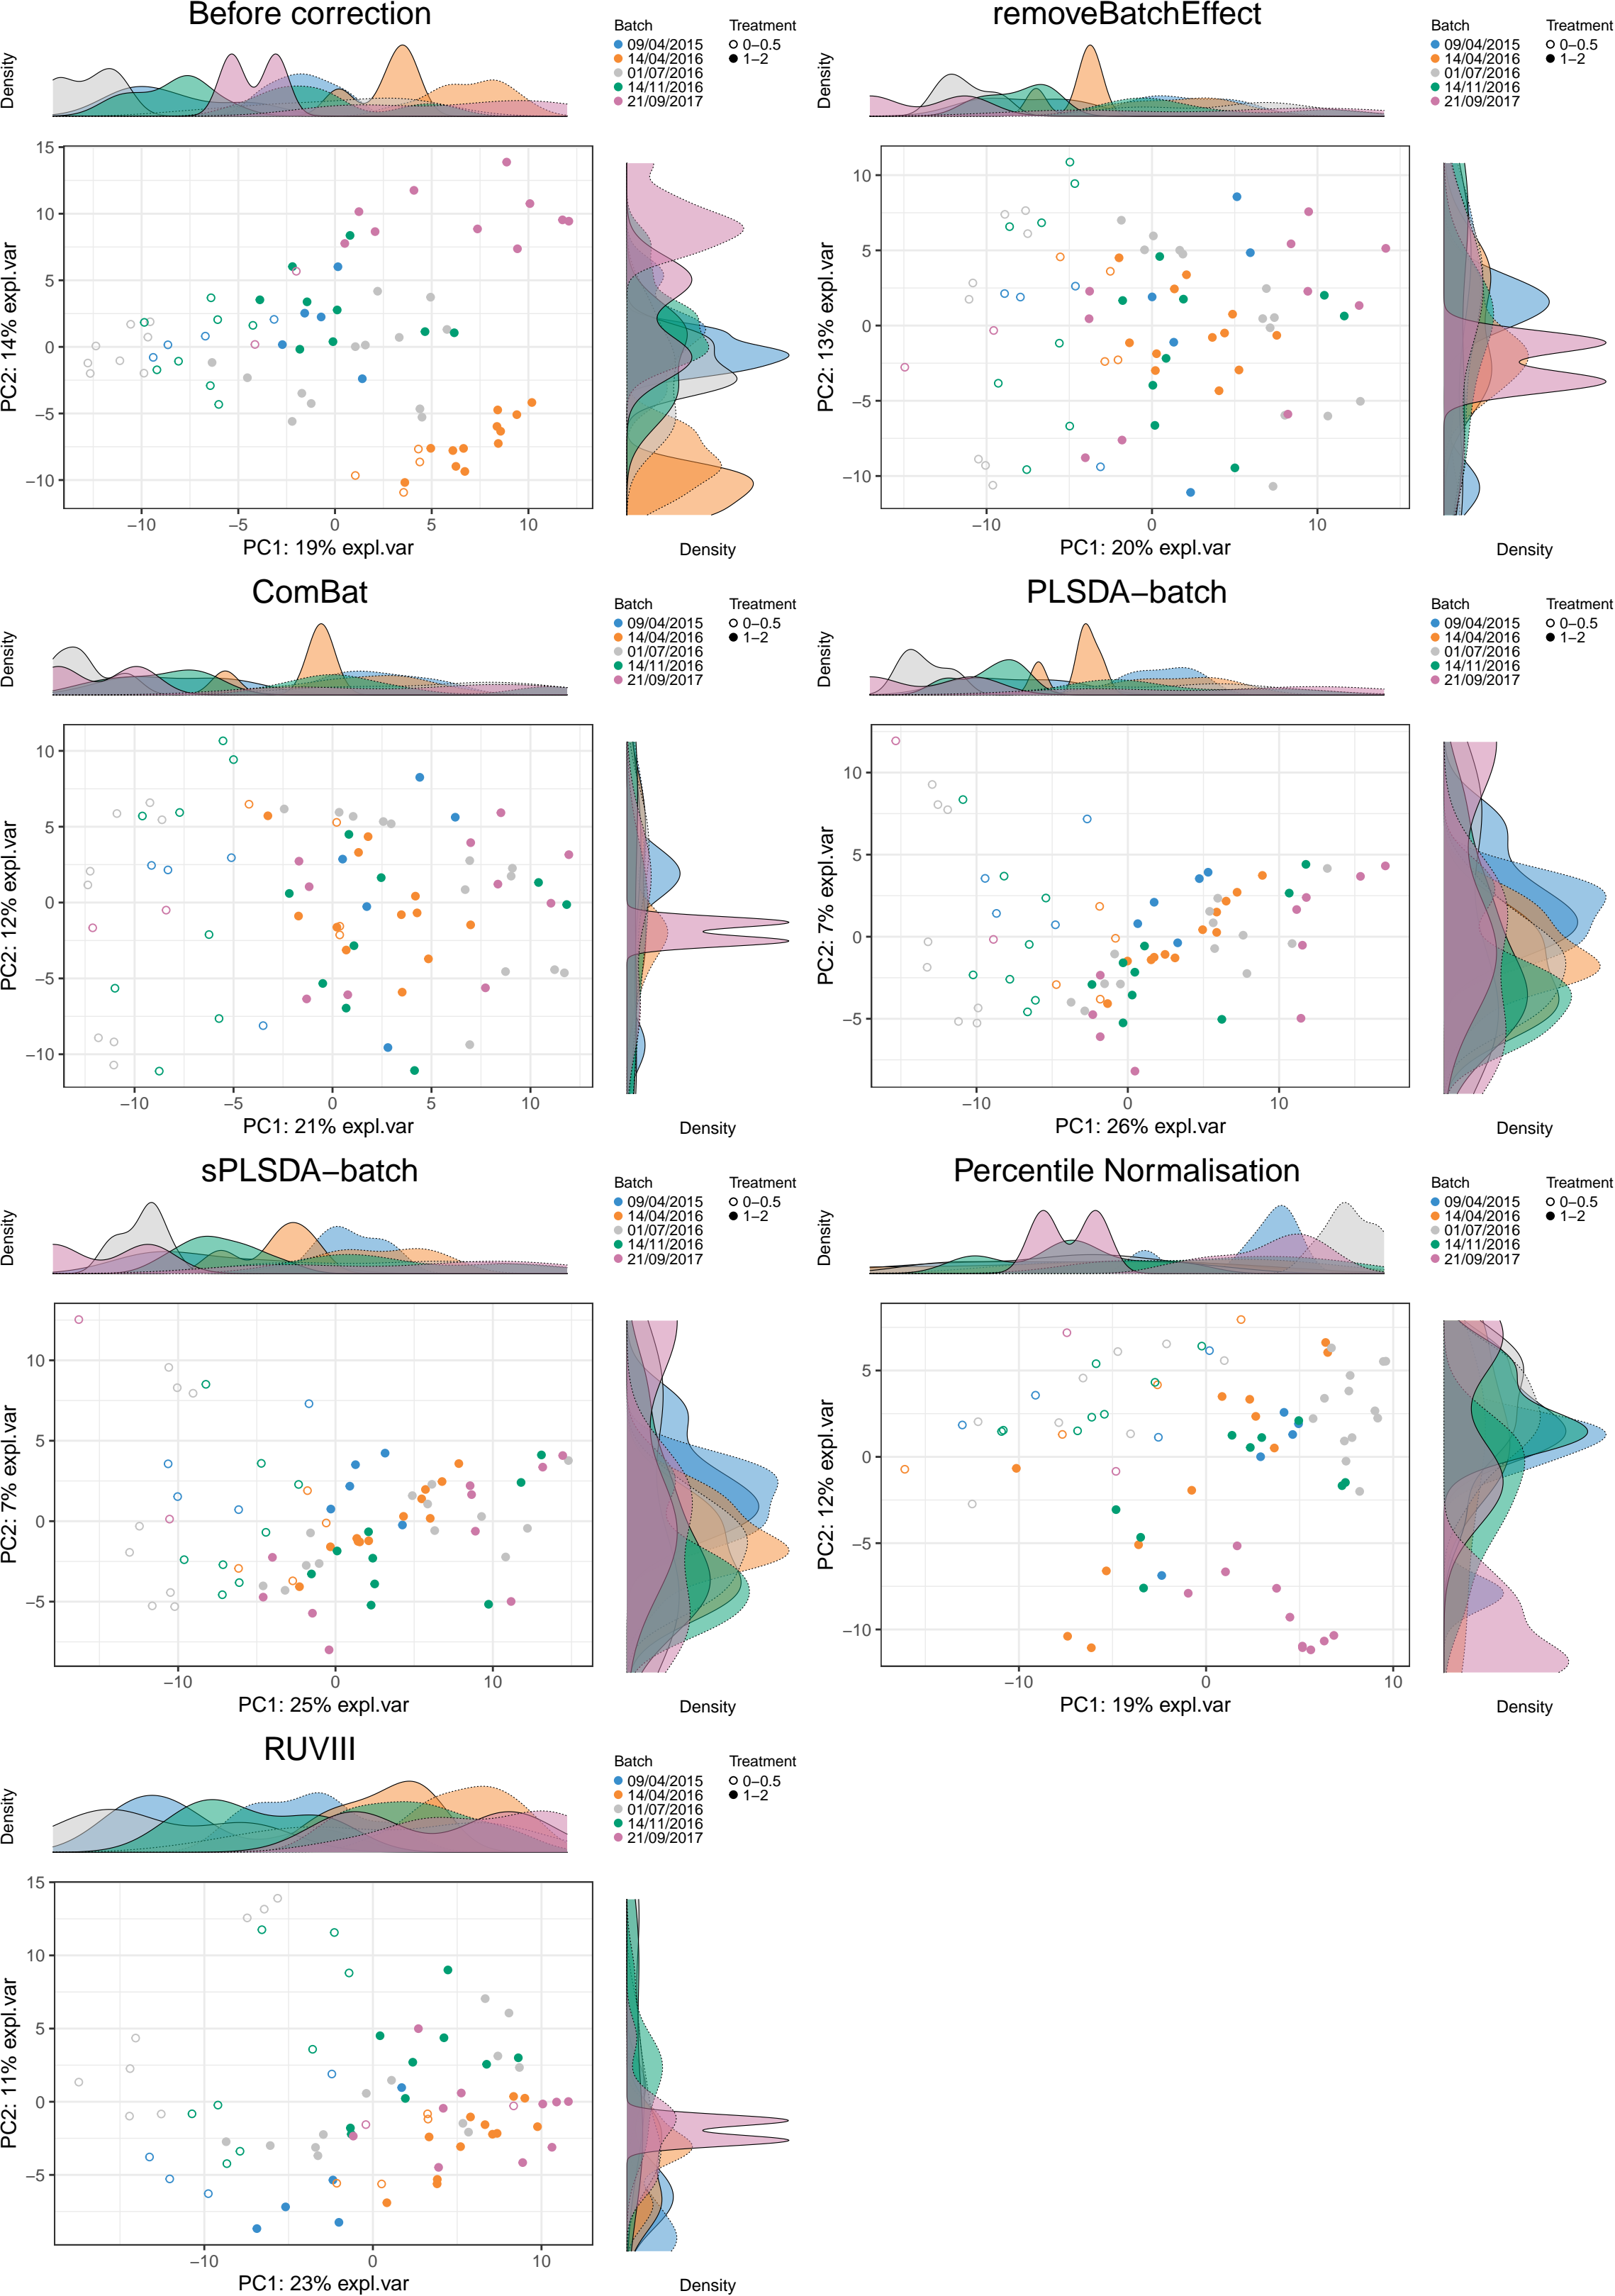 Before correction
Density
Batch
09/04/2015
14/04/2016
01/07/2016
14/11/2016
21/09/2017
Treatment
0−0.5
1−2
15
10
5
0
−5
−10
PC2: 14% expl.var
−10 −5 0 5 10
PC1: 19% expl.var
Density
removeBatchEffect
Density
Batch
09/04/2015
14/04/2016
01/07/2016
14/11/2016
21/09/2017
Treatment
0−0.5
1−2
10
5
0
−5
−10
PC2: 13% expl.var
−10 0 10
PC1: 20% expl.var
Density
ComBat
Density
Batch
09/04/2015
14/04/2016
01/07/2016
14/11/2016
21/09/2017
Treatment
0−0.5
1−2
10
5
0
−5
−10
PC2: 12% expl.var
−10 −5 0 5 10
PC1: 21% expl.var
Density
PLSDA−batch
Density
Batch
09/04/2015
14/04/2016
01/07/2016
14/11/2016
21/09/2017
Treatment
0−0.5
1−2
10
5
0
−5
PC2: 7% expl.var
−10 0 10
PC1: 26% expl.var
Density
sPLSDA−batch
Density
Batch
09/04/2015
14/04/2016
01/07/2016
14/11/2016
21/09/2017
Treatment
0−0.5
1−2
10
5
0
−5
PC2: 7% expl.var
−10 0 10
PC1: 25% expl.var
Density
Percentile Normalisation
Density
Batch
09/04/2015
14/04/2016
01/07/2016
14/11/2016
21/09/2017
Treatment
0−0.5
1−2
5
0
−5
−10
PC2: 12% expl.var
−10 0 10
PC1: 19% expl.var
Density
RUVIII
Density
Batch
09/04/2015
14/04/2016
01/07/2016
14/11/2016
21/09/2017
Treatment
0−0.5
1−2
15
10
5
0
−5
PC2: 11% expl.var
−10 0 10
PC1: 23% expl.var
Density